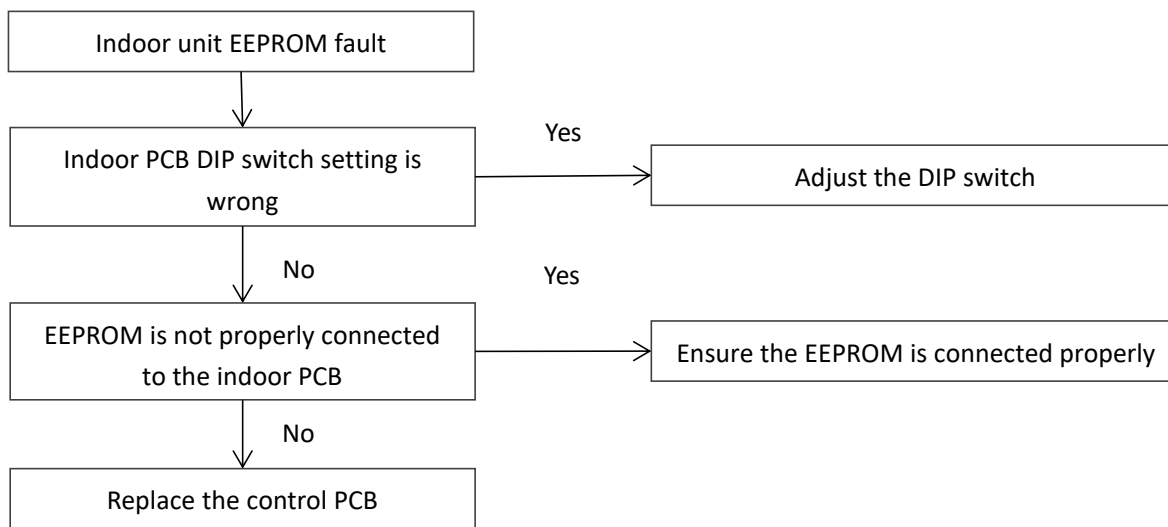 Indoor unit EEPROM fault
Yes
Indoor PCB DIP switch setting is
wrong
Adjust the DIP switch
No
Yes
EEPROM is not properly connected
to the indoor PCB
Ensure the EEPROM is connected properly
No
Replace the control PCB